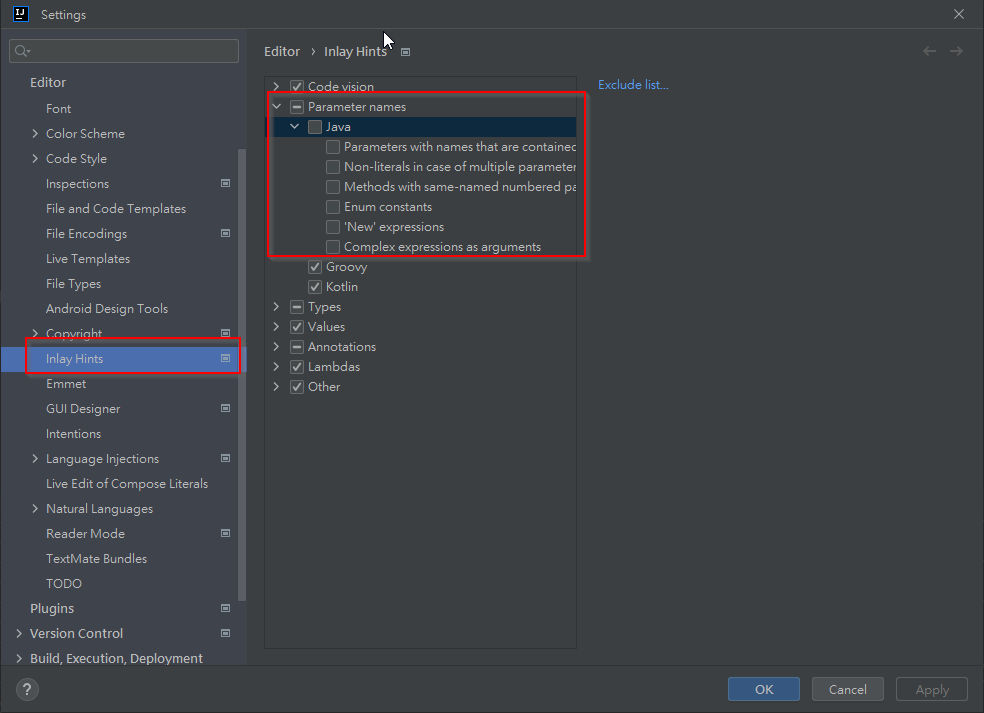 IJ
Settings
Editor
Font
Color Scheme
Code Style
Inspections
File and Code Templates
File Encodings
Live Templates
File Types
Android Design Tools
Copyright
Inlay Hints
Emmet
GUI Designer
Intentions
Language Injections
Live Edit of Compose Literals
Natural Languages
Reader Mode
TextMate Bundles
TODO
Plugins
Version Control
Build, Execution, Deployment
Editor › Inlay Hints
Code vision
Parameter names
Java
Parameters with names that are contained
Non-literals in case of multiple parameter
Methods with same-named numbered pa
Enum constants
'New' expressions
Complex expressions as arguments
Groovy
Kotlin
Types
Values
Annotations
Lambdas
Other
Exclude list...
?
OK
Cancel
Apply